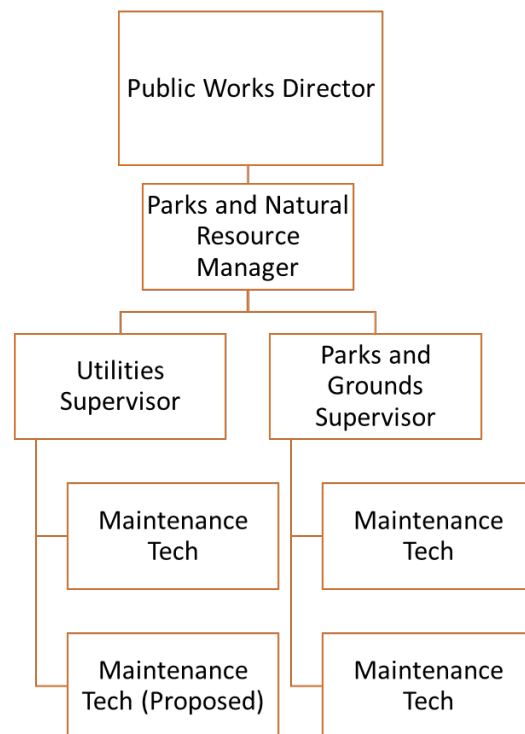 Public Works Director
Parks and Natural
Resource
Manager
Utilities
Supervisor
Parks and
Grounds
Supervisor
Maintenance
Tech
Maintenance
Tech
Maintenance
Tech (Proposed)
Maintenance
Tech